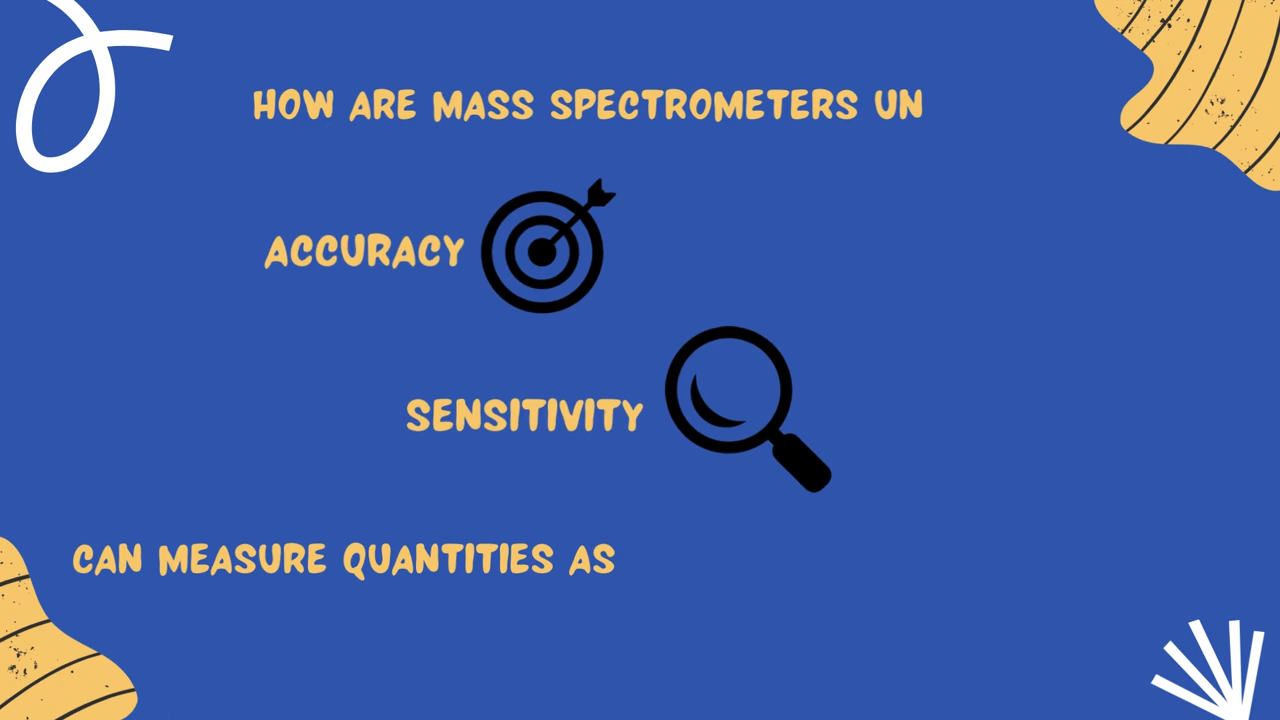 HOW ARE MASS SPECTROMETERS UN
ACCURACY
SENSITIVITY
CAN MEASURE QUANTITIES AS